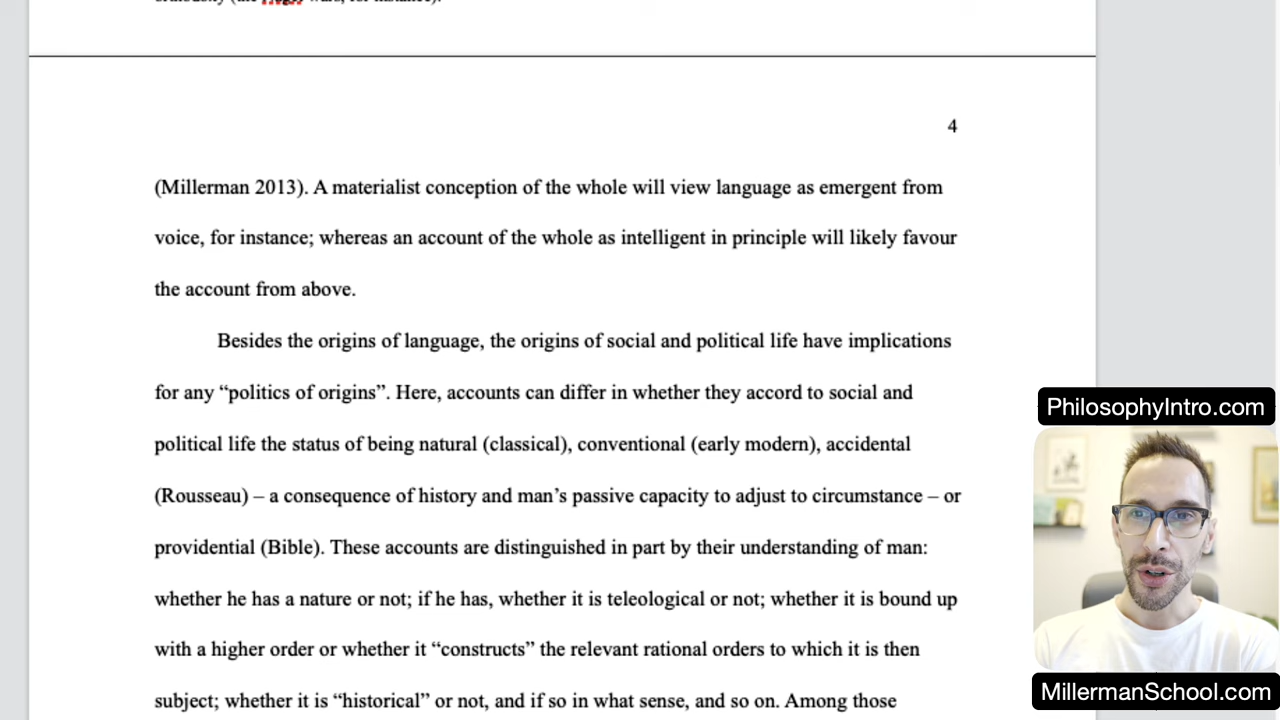 4
(Millerman 2013). A materialist conception of the whole will view language as emergent from
voice, for instance; whereas an account of the whole as intelligent in principle will likely favour
the account from above.
Besides the origins of language, the origins of social and political life have implications
for any “politics of origins”. Here, accounts can differ in whether they accord to social and
political life the status of being natural (classical), conventional (early modern), accidental
(Rousseau) – a consequence of history and man’s passive capacity to adjust to circumstance – or
providential (Bible). These accounts are distinguished in part by their understanding of man:
whether he has a nature or not; if he has, whether it is teleological or not; whether it is bound up
with a higher order or whether it “constructs” the relevant rational orders to which it is then
subject; whether it is “historical” or not, and if so in what sense, and so on. Among those
PhilosophyIntro.com
MillermanSchool.com